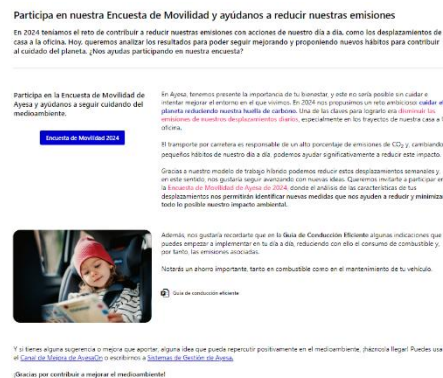 Participa en nuestra Encuesta de Movilidad y ayúdanos a reducir nuestras emisiones
En 2024 teníamos el reto de contribuir a reducir nuestras emisiones con acciones de nuestro día a día, como los desplazamientos de
casa a la oficina. Hoy, queremos analizar los resultados para poder seguir mejorando y proponiendo nuevos hábitos para contribuir
al cuidado del planeta. ¿Nos ayudas participando en nuestra encuesta?
Participa en la Encuesta de Movilidad de
Ayesa y ayúdanos a seguir cuidando del
medioambiente.
Encuesta de Movilidad 2024
En Ayesa, tenemos presente la importancia de tu bienestar, y este no sería posible sin cuidar e
intentar mejorar el entorno en el que vivimos. En 2024 nos propusimos un reto ambicioso: cuidar el
planeta reduciendo nuestra huella de carbono. Una de las claves para lograrlo era disminuir las
emisiones de nuestros desplazamientos diarios, especialmente en los trayectos de nuestra casa a l
oficina.
El transporte por carretera es responsable de un alto porcentaje de emisiones de CO₂ y, cambiando
pequeños hábitos de nuestro día a día, podemos ayudar significativamente a reducir este impacto.
Gracias a nuestro modelo de trabajo híbrido podemos reducir estos desplazamientos semanales y,
en este sentido, nos gustaría seguir avanzando con nuevas ideas. Queremos invitarte a participar en
la Encuesta de Movilidad de Ayesa de 2024, donde el análisis de las características de tus
desplazamientos nos permitirán identificar nuevas medidas que nos ayuden a reducir y minimiza
todo lo posible nuestro impacto ambiental.
Además, nos gustaría recordarte que en la Guía de Conducción Eficiente algunas indicaciones que
puedes empezar a implementar en tu día a día, reduciendo con ello el consumo de combustible y,
por tanto, las emisiones asociadas.
Notarás un ahorro importante, tanto en combustible como en el mantenimiento de tu vehículo.
Guía de conducción eficiente
Y si tienes alguna sugerencia o mejora que aportar, alguna idea que pueda repercutir positivamente en el medioambiente, ¡háznosla llegar! Puedes usa
el Canal de Mejora de AyesaOn o escribirnos a Sistemas de Gestión de Ayesa.
¡Gracias por contribuir a mejorar el medioambiente!